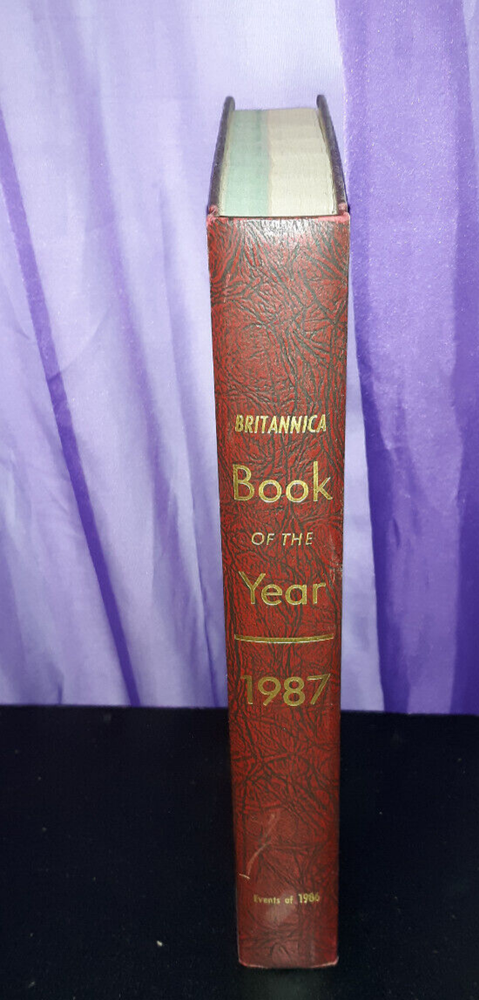 BRITANNICA
Book
OF THE
Year
1987
Events of 1986